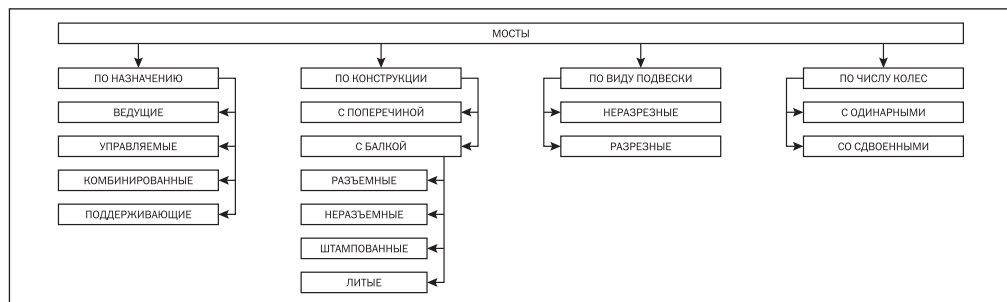 МОСТЫ
ПО НАЗНАЧЕНИЮ
ВЕДУЩИЕ
УПРАВЛЯЕМЫЕ
КОМБИНИРОВАННЫЕ
ПОДДЕРЖИВАЮЩИЕ
ПО КОНСТРУКЦИИ
С ПОПЕРЕЧИНОЙ
С БАЛКОЙ
РАЗЪЕМНЫЕ
НЕРАЗЪЕМНЫЕ
ШТАМПОВАННЫЕ
ЛИТЫЕ
ПО ВИДУ ПОДВЕСКИ
НЕРАЗРЕЗНЫЕ
РАЗРЕЗНЫЕ
ПО ЧИСЛУ КОЛЕС
С ОДИНАРНЫМИ
СО СДВОЕННЫМИ